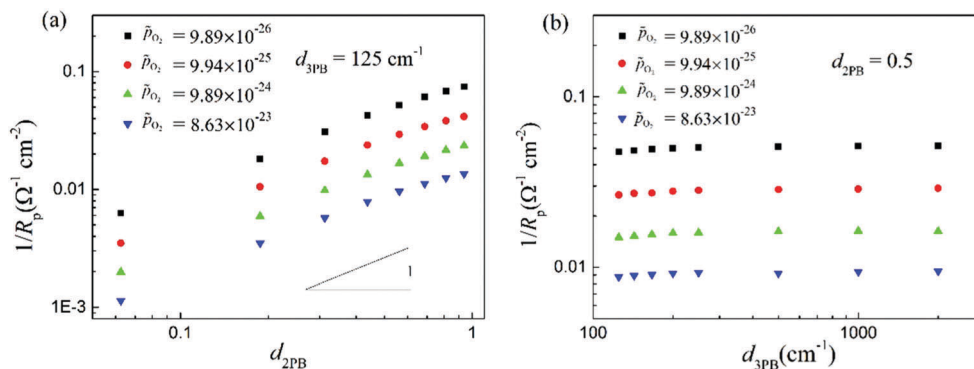 (a)
p̃O₂ = 9.89×10⁻²⁶
p̃O₂ = 9.94×10⁻²⁵
p̃O₂ = 9.89×10⁻²⁴
p̃O₂ = 8.63×10⁻²³
d3PB = 125 cm⁻¹
1
0.1
0.01
1E-3
1/Rp(Ω⁻¹ cm⁻²)
0.1
1
d2PB
(b)
p̃O₂ = 9.89×10⁻²⁶
p̃O₂ = 9.94×10⁻²⁵
p̃O₂ = 9.89×10⁻²⁴
p̃O₂ = 8.63×10⁻²³
d2PB = 0.5
0.1
0.01
1/Rp(Ω⁻¹ cm⁻²)
100
1000
d3PB(cm⁻¹)